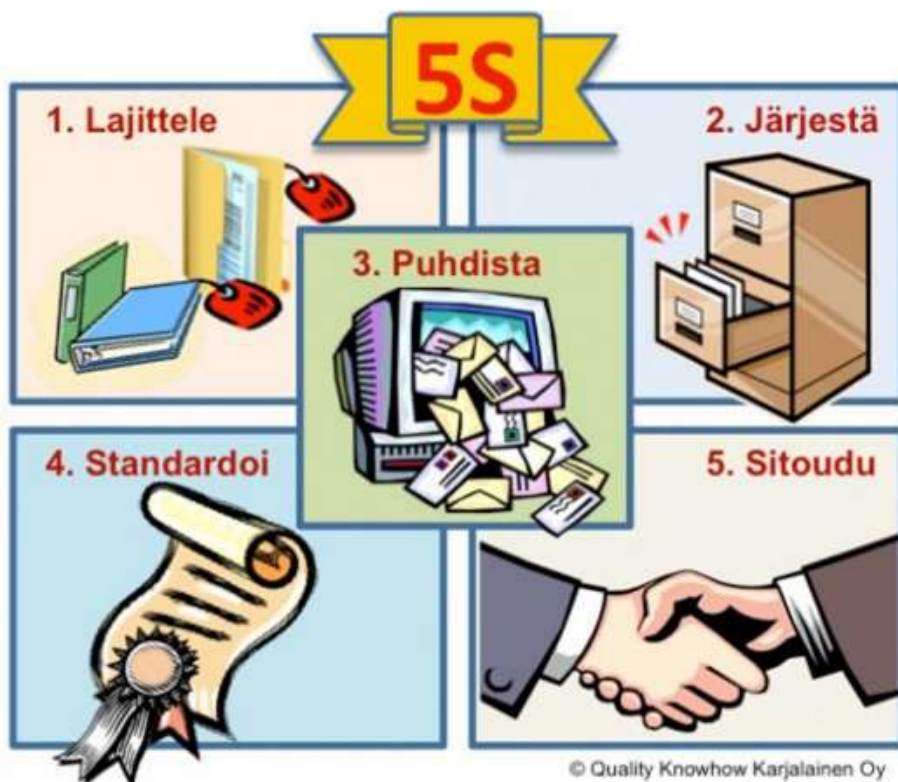 5S
1. Lajittele
2. Järjestä
3. Puhdista
4. Standardoi
5. Sitoudu
© Quality Knowhow Karjalainen Oy